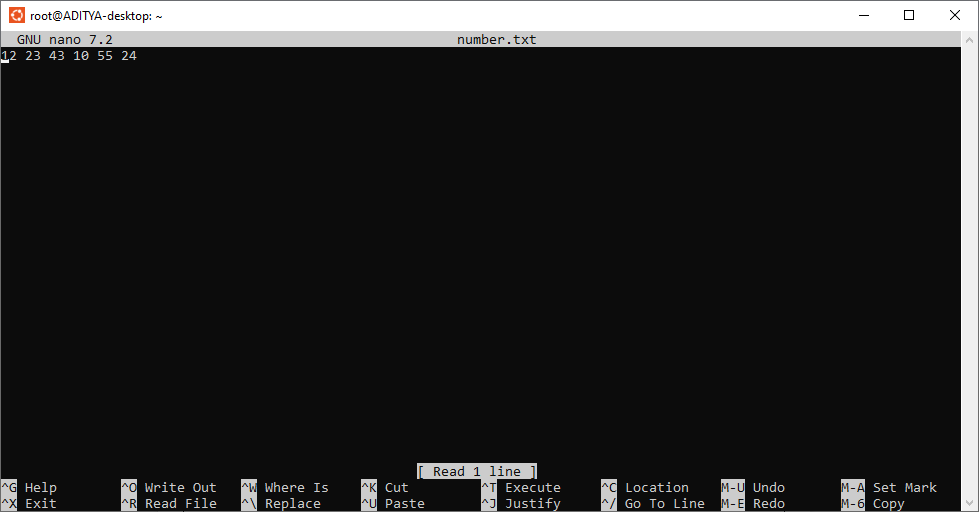 root@ADITYA-desktop: ~
GNU nano 7.2 number.txt
12 23 43 10 55 24
[ Read 1 line ]
^G Help ^O Write Out ^W Where Is ^K Cut ^T Execute ^C Location M-U Undo M-A Set Mark
^X Exit ^R Read File ^\ Replace ^U Paste ^J Justify ^/ Go To Line M-E Redo M-6 Copy